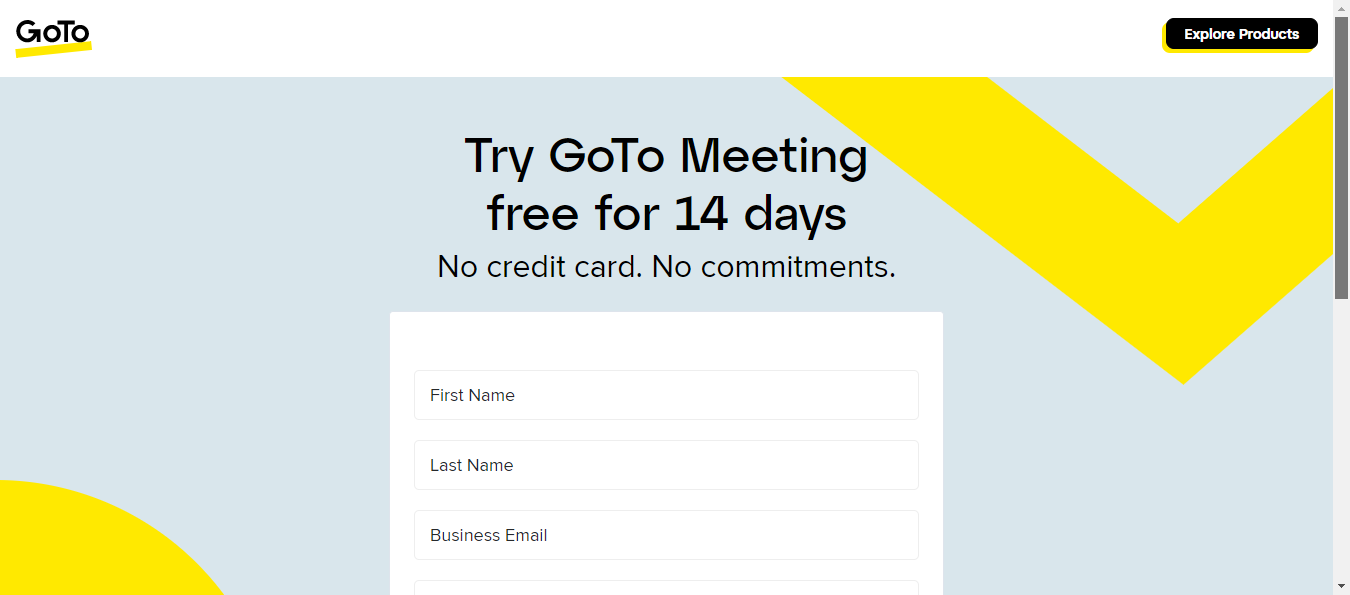 GoTo
Explore Products
Try GoTo Meeting
free for 14 days
No credit card. No commitments.
First Name
Last Name
Business Email